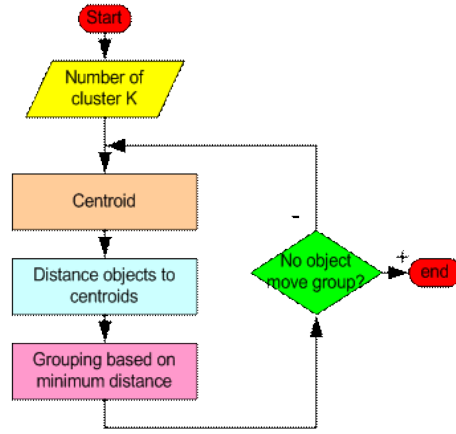 Start
Number of
cluster K
Centroid
Distance objects to
centroids
Grouping based on
minimum distance
-
No object
move group?
+
end